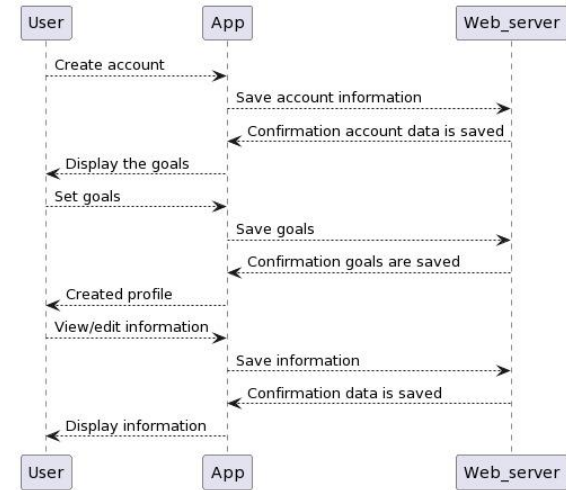 User App Web_server
Create account
Save account information
Confirmation account data is saved
Display the goals
Set goals
Save goals
Confirmation goals are saved
Created profile
View/edit information
Save information
Confirmation data is saved
Display information
User App Web_server